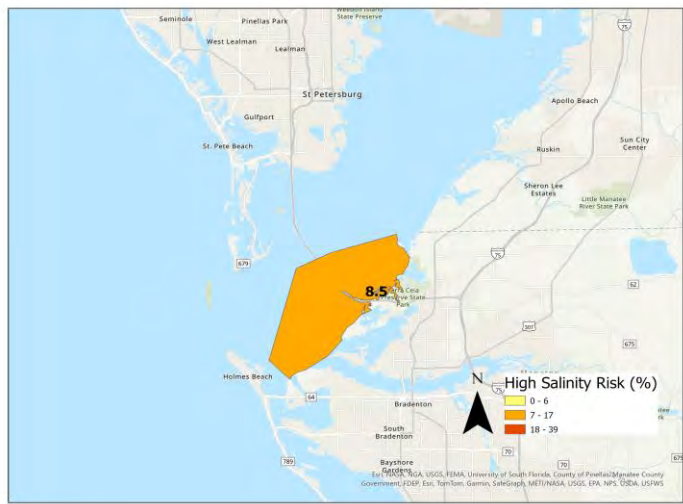 Weedon Island
State Preserve
Seminole
Pinellas Park
West Lealman
Lealman
75
St Petersburg
Apollo Beach
Gulfport
Sun City
Center
St. Pete Beach
Ruskin
Sheron Lee
Estates
Little Manatee
River State Park
75
679
8.5
Preserve State
Park
62
301
675
Holmes Beach
64
Bradenton
South
Bradenton
70
70
675
789
Bayshore
Gardens
N
High Salinity Risk (%)
0 - 6
7 - 17
18 - 39
Esri, NASA, NGA, USGS, FEMA, University of South Florida, County of Pinellas, Manatee County
Government, FDEP, Esri, TomTom, Garmin, SafeGraph, METI/NASA, USGS, EPA, NPS, USDA, USFWS